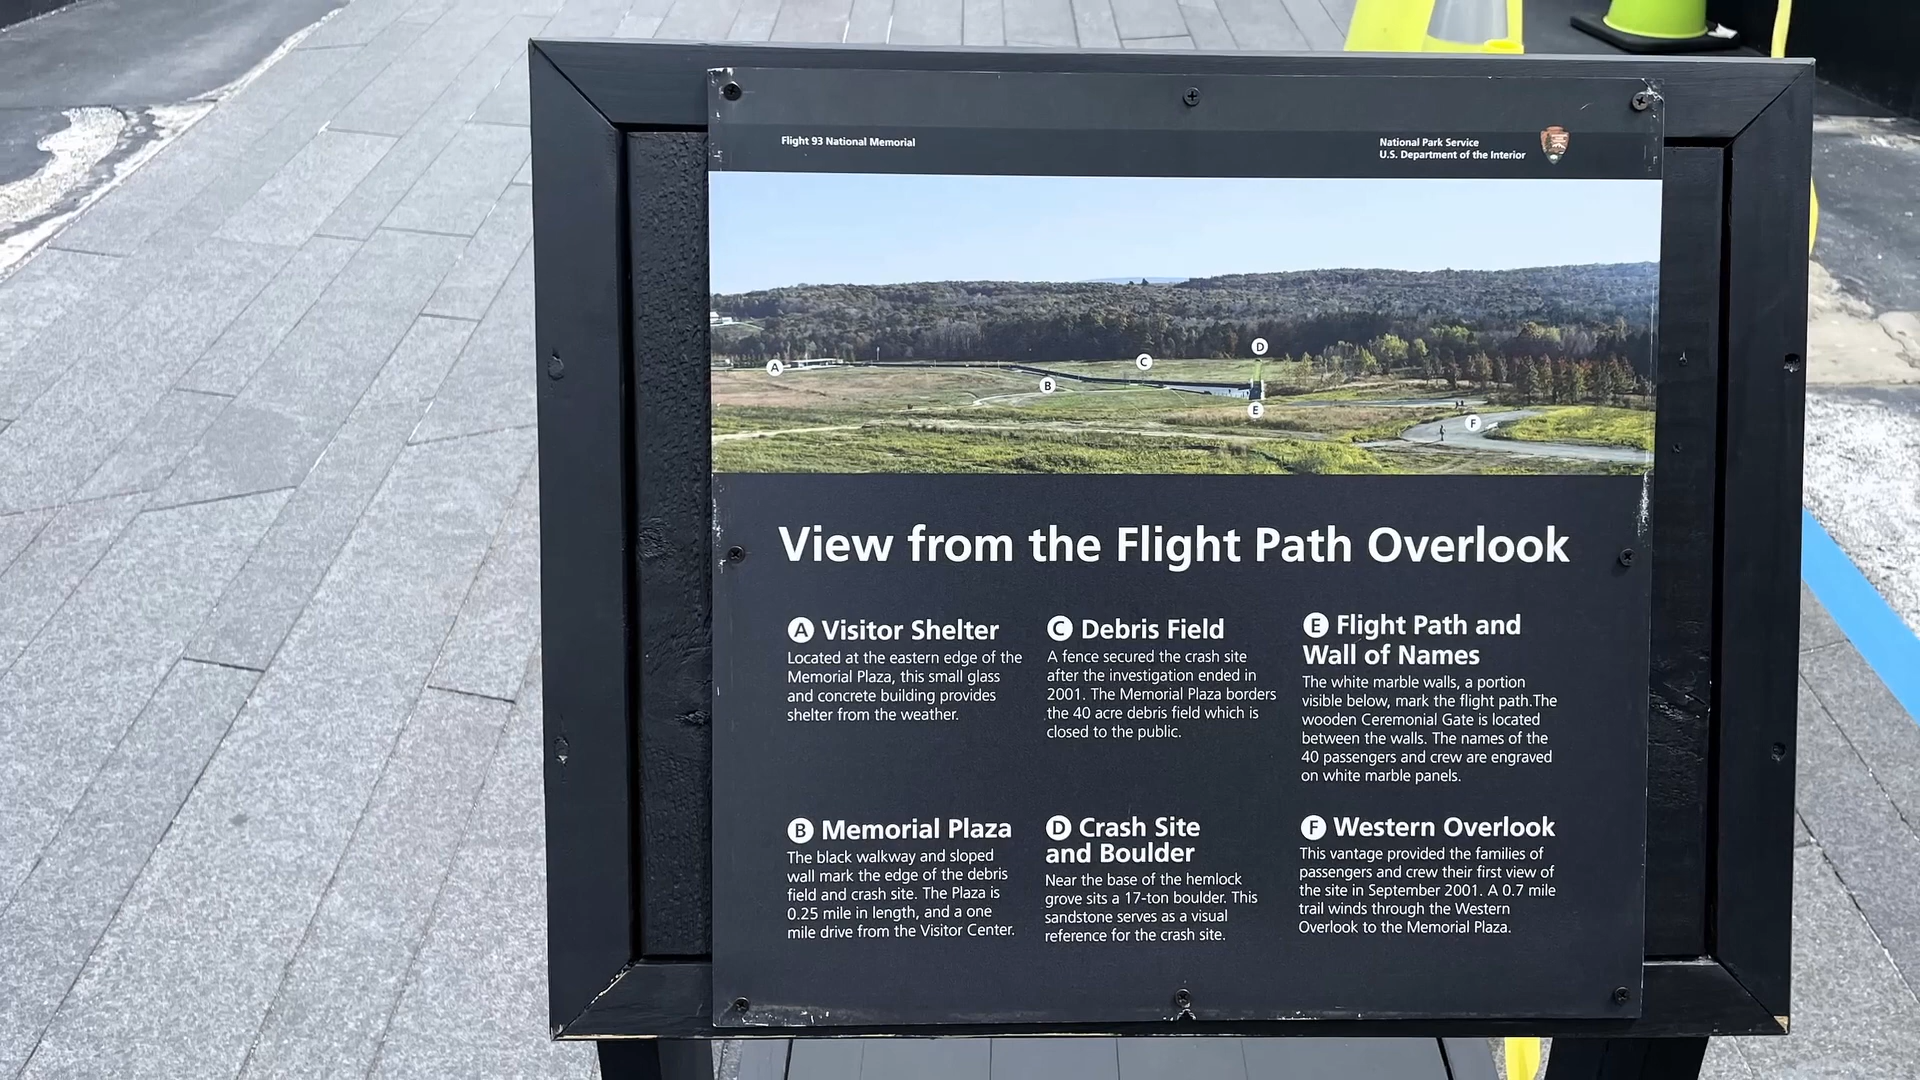 Flight 93 National Memorial
National Park Service
U.S. Department of the Interior
A
B
C
D
E
F
View from the Flight Path Overlook
A Visitor Shelter
Located at the eastern edge of the
Memorial Plaza, this small glass
and concrete building provides
shelter from the weather.
B Memorial Plaza
The black walkway and sloped
wall mark the edge of the debris
field and crash site. The Plaza is
0.25 mile in length, and a one
mile drive from the Visitor Center.
C Debris Field
A fence secured the crash site
after the investigation ended in
2001. The Memorial Plaza borders
the 40 acre debris field which is
closed to the public.
D Crash Site
and Boulder
Near the base of the hemlock
grove sits a 17-ton boulder. This
sandstone serves as a visual
reference for the crash site.
E Flight Path and
Wall of Names
The white marble walls, a portion
visible below, mark the flight path.The
wooden Ceremonial Gate is located
between the walls. The names of the
40 passengers and crew are engraved
on white marble panels.
F Western Overlook
This vantage provided the families of
passengers and crew their first view of
the site in September 2001. A 0.7 mile
trail winds through the Western
Overlook to the Memorial Plaza.